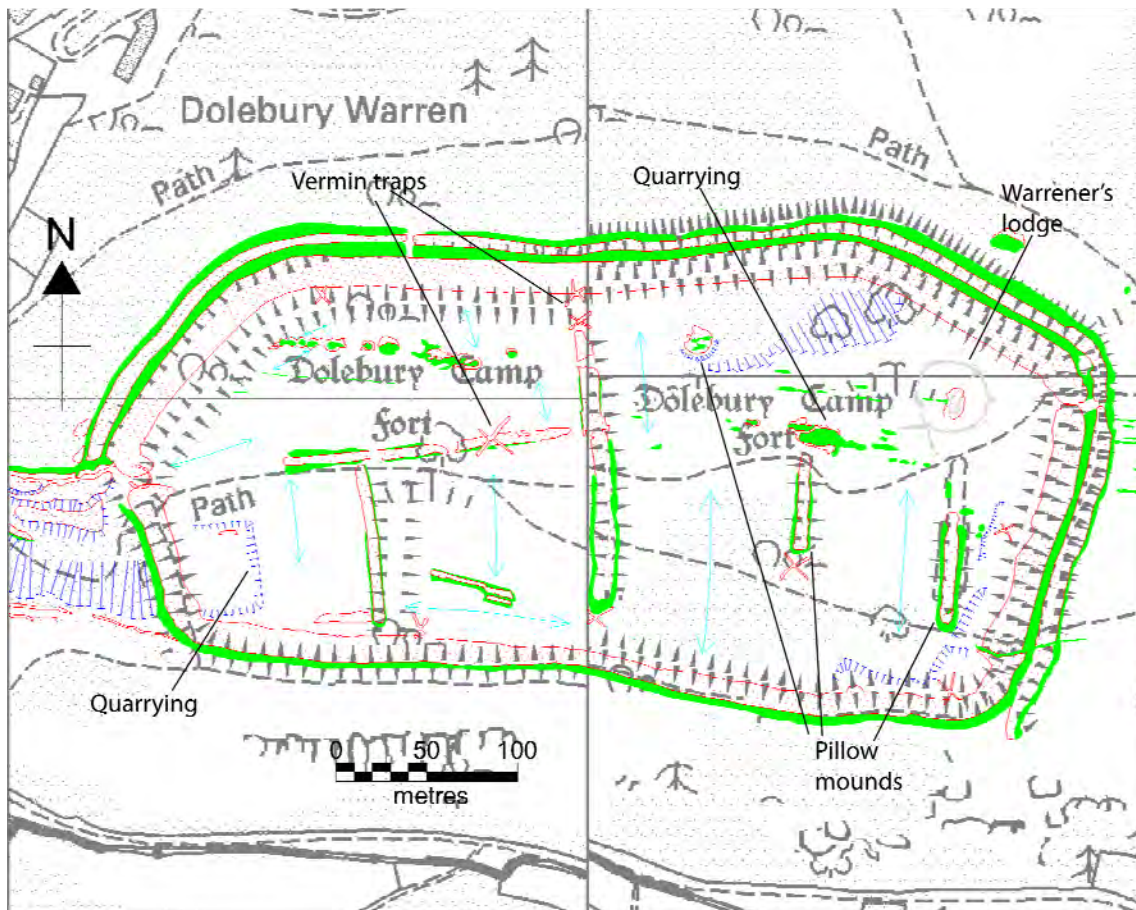 Dolebury Warren
Path
Path
Vermin traps
Quarrying
Warrener's
lodge
N
Dolebury Camp
fort
Dolebury Camp
fort
Path
Quarrying
Pillow
mounds
0 50 100
metres